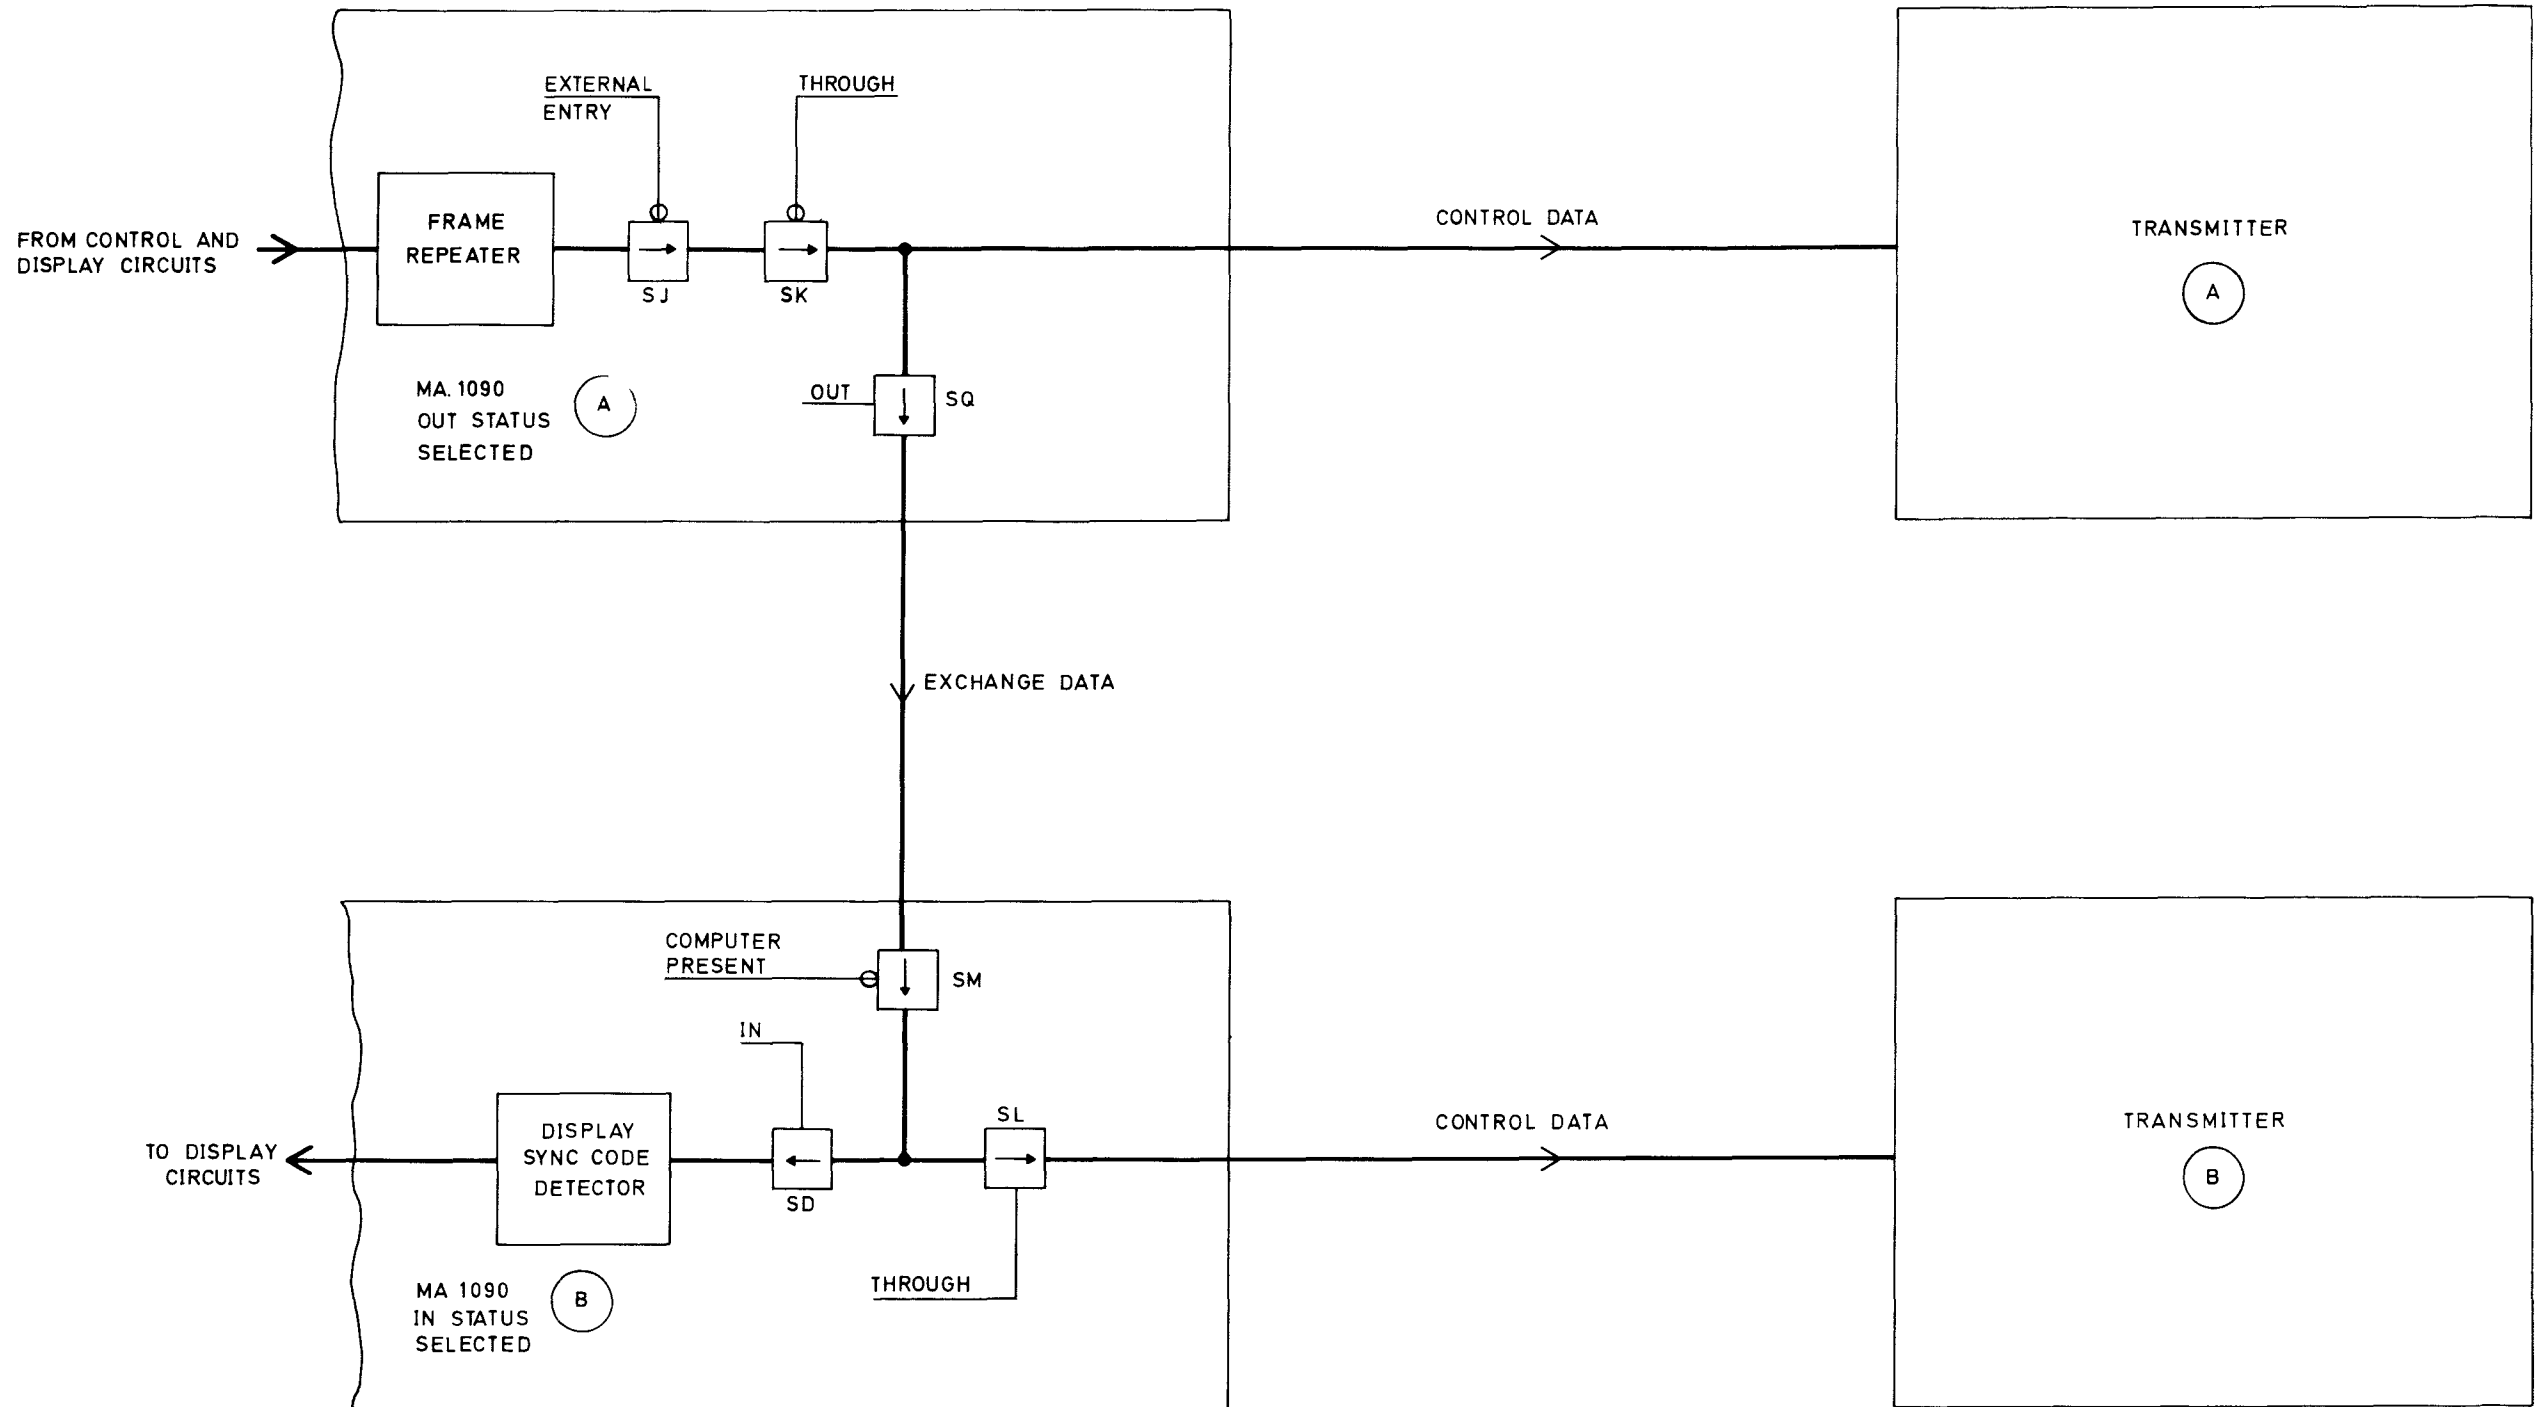 EXTERNAL
ENTRY
THROUGH
FROM CONTROL AND
DISPLAY CIRCUITS
FRAME
REPEATER
SJ
SK
CONTROL DATA
TRANSMITTER
A
MA.1090
OUT STATUS
SELECTED
A
OUT
SQ
EXCHANGE DATA
COMPUTER
PRESENT
SM
IN
SL
TO DISPLAY
CIRCUITS
DISPLAY
SYNC CODE
DETECTOR
SD
CONTROL DATA
TRANSMITTER
B
THROUGH
MA 1090
IN STATUS
SELECTED
B